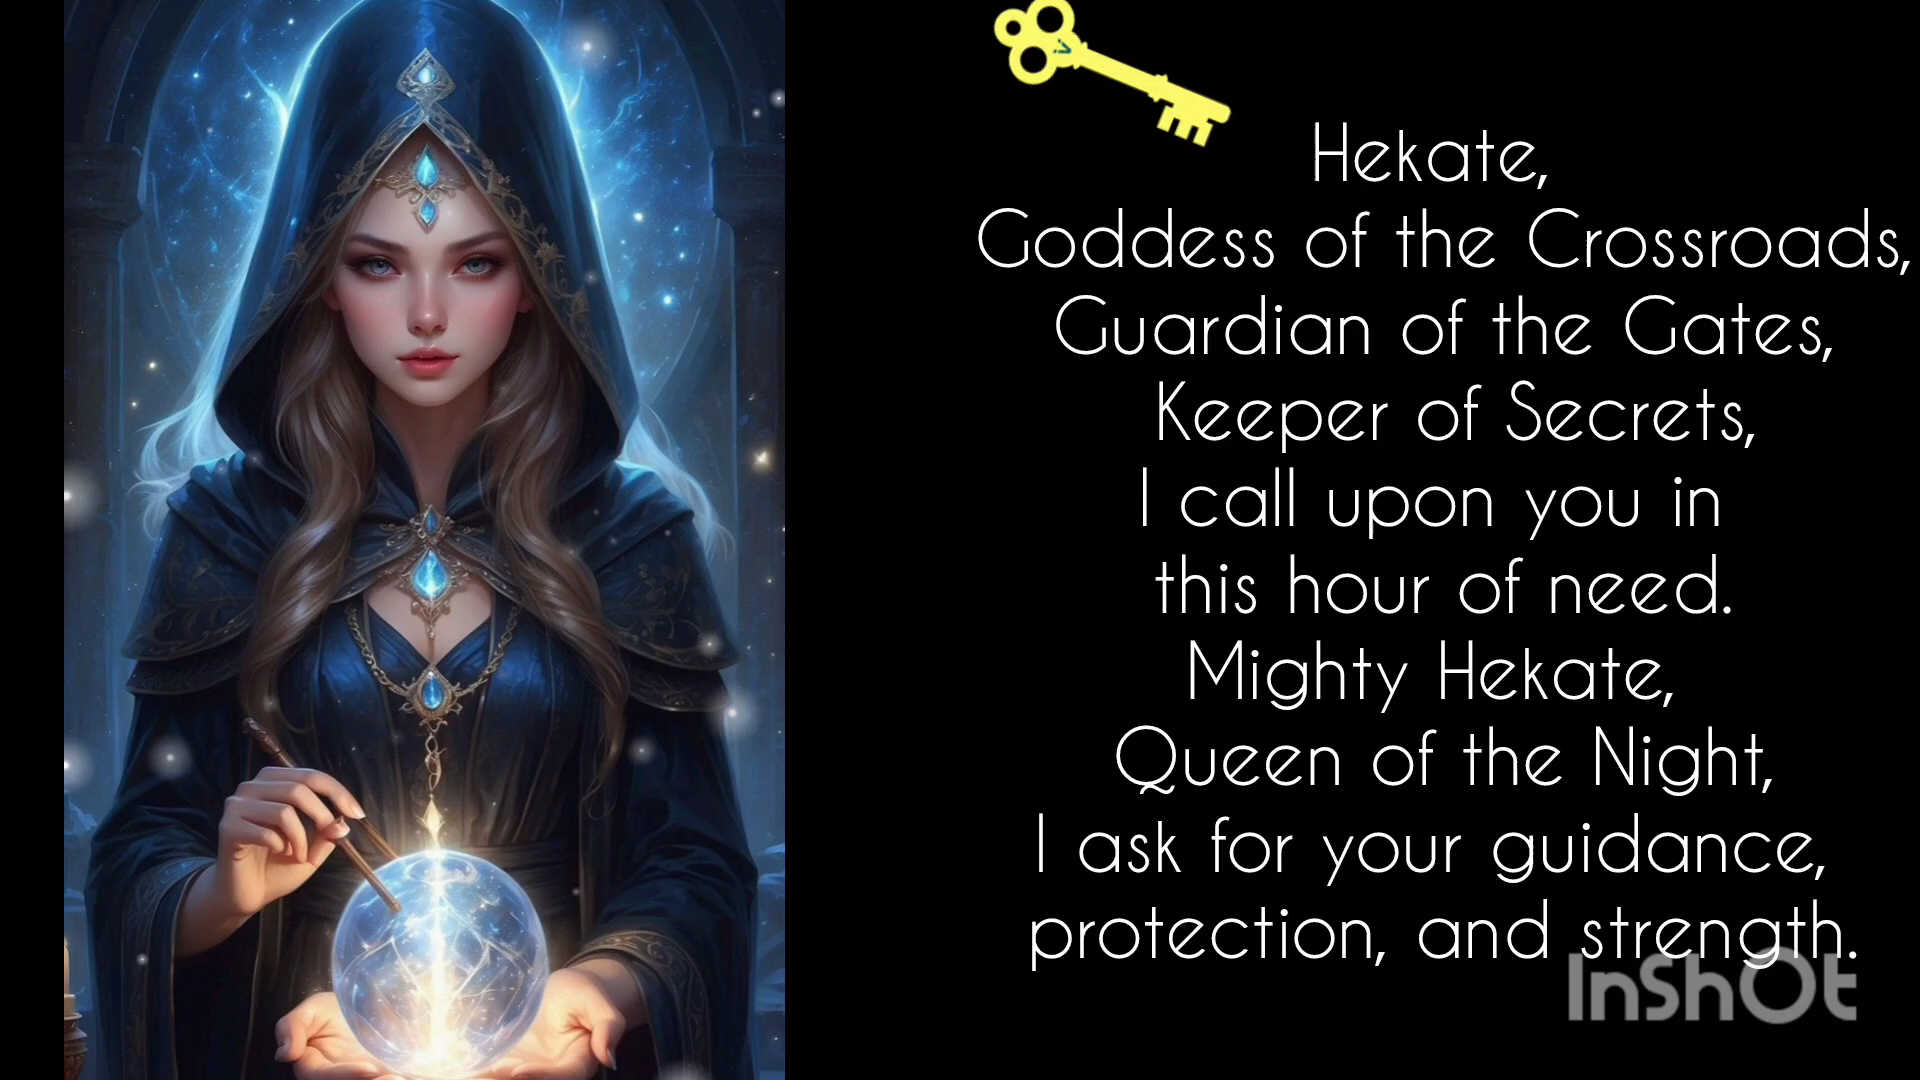 Hekate,
Goddess of the Crossroads,
Guardian of the Gates,
Keeper of Secrets,
I call upon you in
this hour of need.
Mighty Hekate,
Queen of the Night,
I ask for your guidance,
protection, and strength.
InShOt